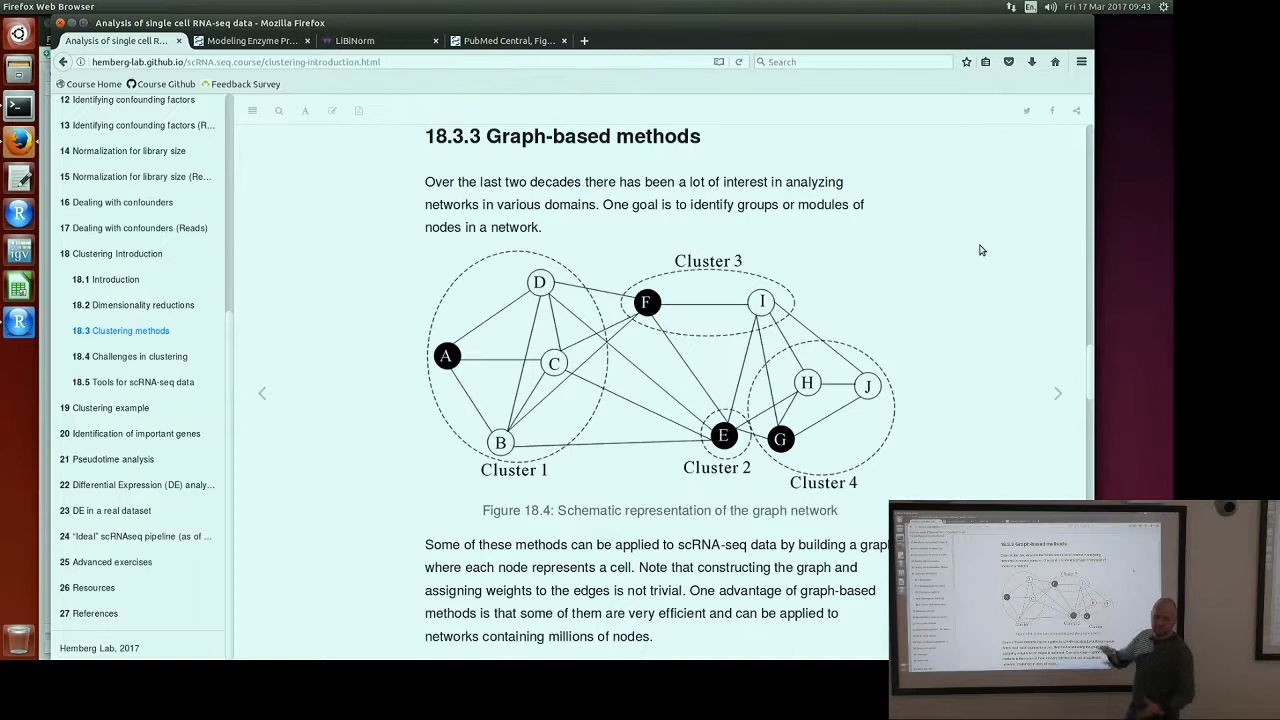 Firefox Web Browser
En
Fri 17 Mar 2017 09:43
Analysis of single cell RNA-seq data - Mozilla Firefox
Analysis of single cell R... × Modeling Enzyme Pr... × LiBiNorm × PubMed Central, Fig... × +
hemberg-lab.github.io/scRNA.seq.course/clustering-introduction.html
Search
Course Home Course Github Feedback Survey
12 Identifying confounding factors
13 Identifying confounding factors (R...
14 Normalization for library size
15 Normalization for library size (Re...
16 Dealing with confounders
17 Dealing with confounders (Reads)
18 Clustering Introduction
18.1 Introduction
18.2 Dimensionality reductions
18.3 Clustering methods
18.4 Challenges in clustering
18.5 Tools for scRNA-seq data
19 Clustering example
20 Identification of important genes
21 Pseudotime analysis
22 Differential Expression (DE) analy...
23 DE in a real dataset
24 “Ideal” scRNAseq pipeline (as of ...
25 Advanced exercises
26 Resources
27 References
Hemberg Lab, 2017
18.3.3 Graph-based methods
Over the last two decades there has been a lot of interest in analyzing
networks in various domains. One goal is to identify groups or modules of
nodes in a network.
Cluster 3
D
F
I
A
C
H
J
B
E
G
Cluster 1
Cluster 2
Cluster 4
Figure 18.4: Schematic representation of the graph network
Some of these methods can be applied to scRNA-seq data by building a grap
where each node represents a cell. Note that constructing the graph and
assigning weights to the edges is not trivial. One advantage of graph-based
methods is that some of them are very efficient and can be applied to
networks containing millions of nodes.
18.3.3 Graph-based methods